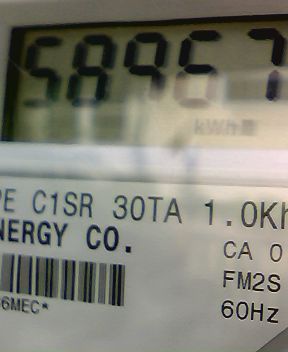 58967
kWh
PE C1SR 30TA 1.0Kh
NERGY CO.
CA 0
FM2S
6MEC*
60Hz